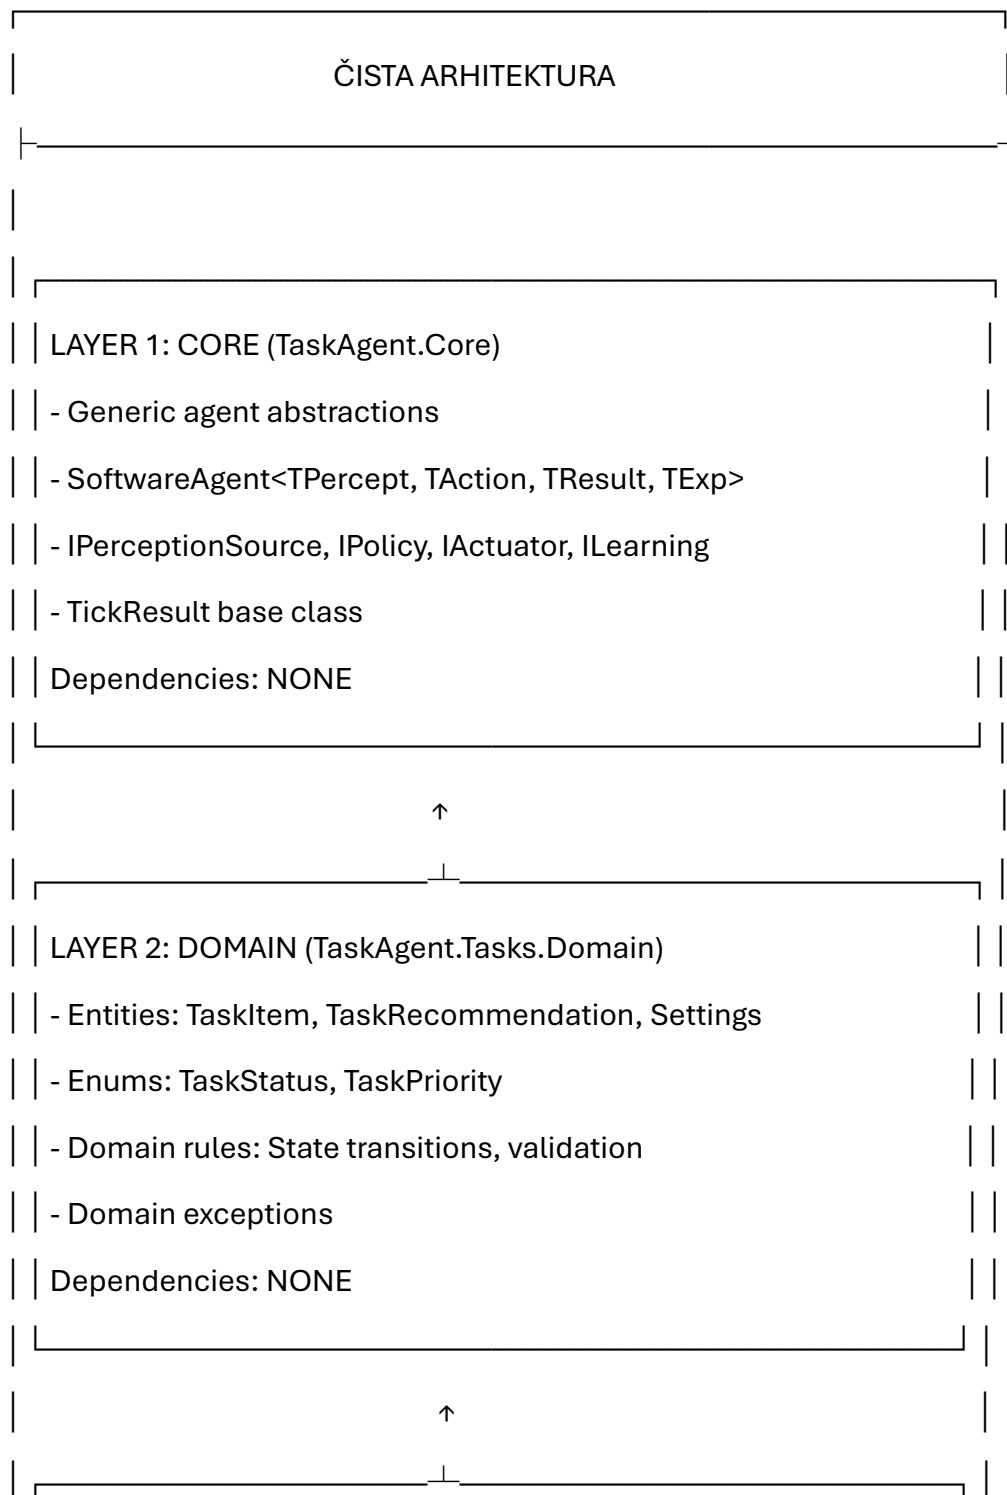 ČISTA ARHITEKTURA
LAYER 1: CORE (TaskAgent.Core)
- Generic agent abstractions
- SoftwareAgent<TPercept, TAction, TResult, TExp>
- IPerceptionSource, IPolicy, IActuator, ILearning
- TickResult base class
Dependencies: NONE
↑
LAYER 2: DOMAIN (TaskAgent.Tasks.Domain)
- Entities: TaskItem, TaskRecommendation, Settings
- Enums: TaskStatus, TaskPriority
- Domain rules: State transitions, validation
- Domain exceptions
Dependencies: NONE
↑